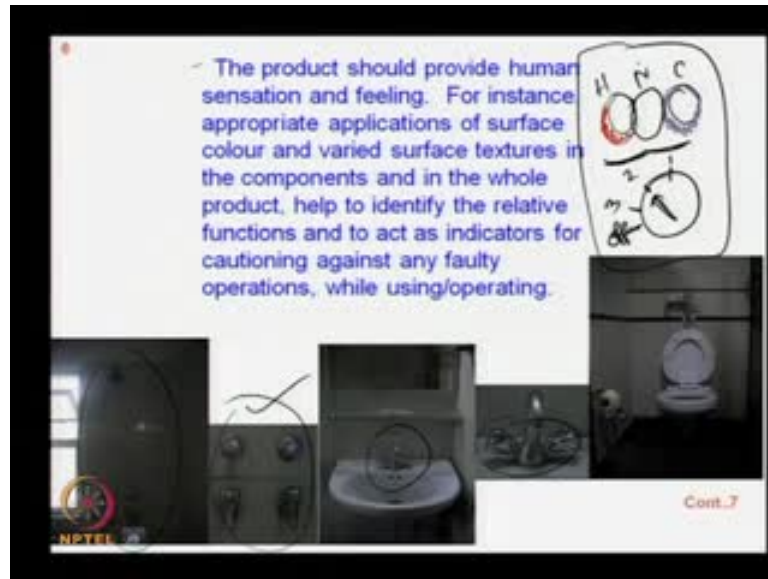 6
The product should provide human
sensation and feeling. For instance
appropriate applications of surface
colour and varied surface textures in
the components and in the whole
product, help to identify the relative
functions and to act as indicators for
cautioning against any faulty
operations, while using/operating.
H N C
1
2
3
off
Cont..7
NPTEL